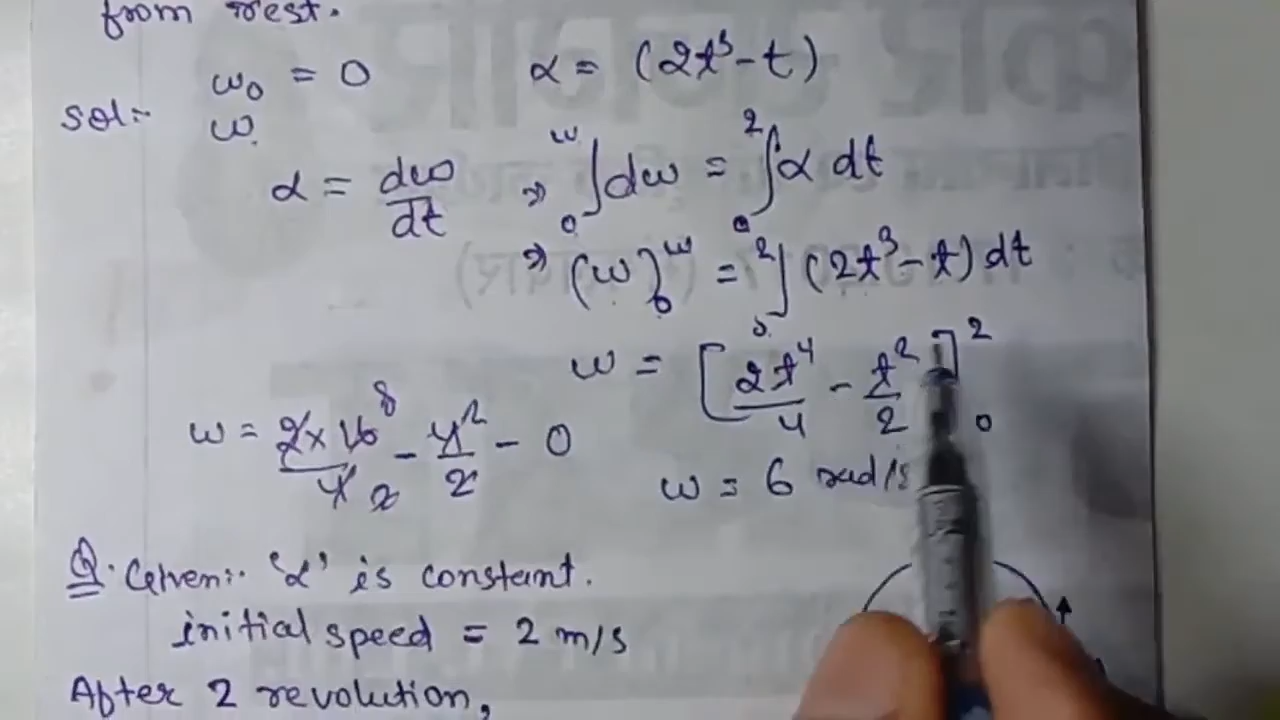 from rest.
ω₀ = 0 α = (2t³-t)
Sol:- ω.
α = dω/dt ⇒ ∫₀^ω dω = ∫₀² α dt
⇒ (ω)₀^ω = ₀²∫ (2t³-t) dt
ω = [2t⁴/4 - t²/2]₀²
ω = 2×16/4 - 4/2 - 0
8 2 2
ω = 6 rad/s
Q. Given:- 'α' is constant.
initial speed = 2 m/s
After 2 revolution,